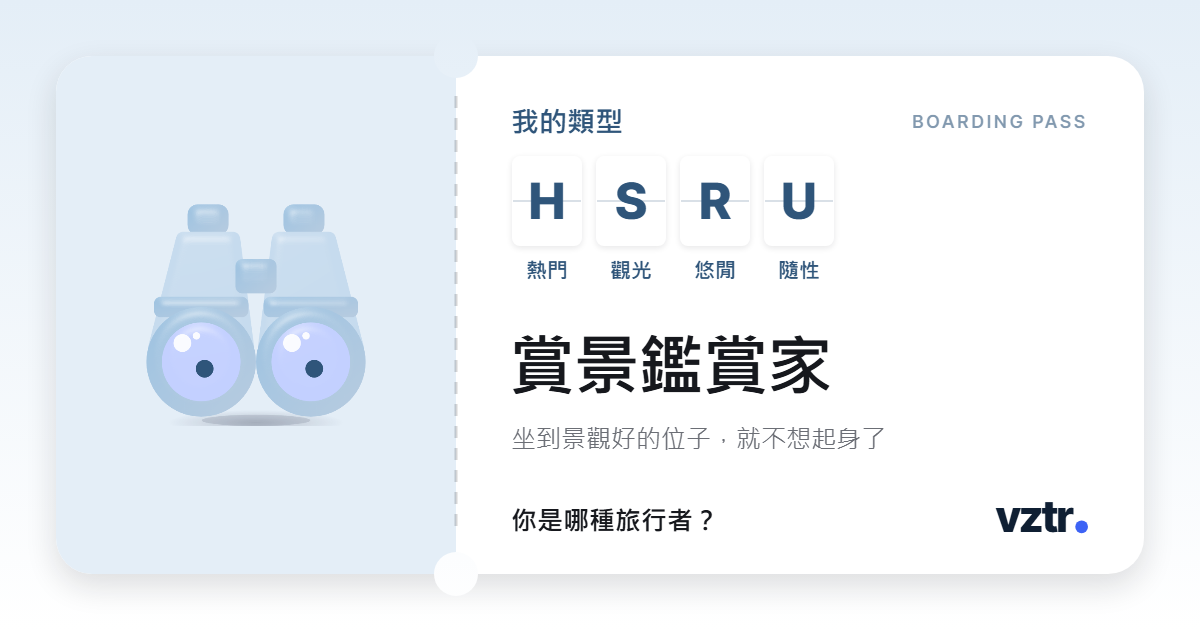 我的類型
BOARDING PASS
H S R U
熱門 觀光 悠閒 隨性
賞景鑑賞家
坐到景觀好的位子，就不想起身了
你是哪種旅行者？
vztr.